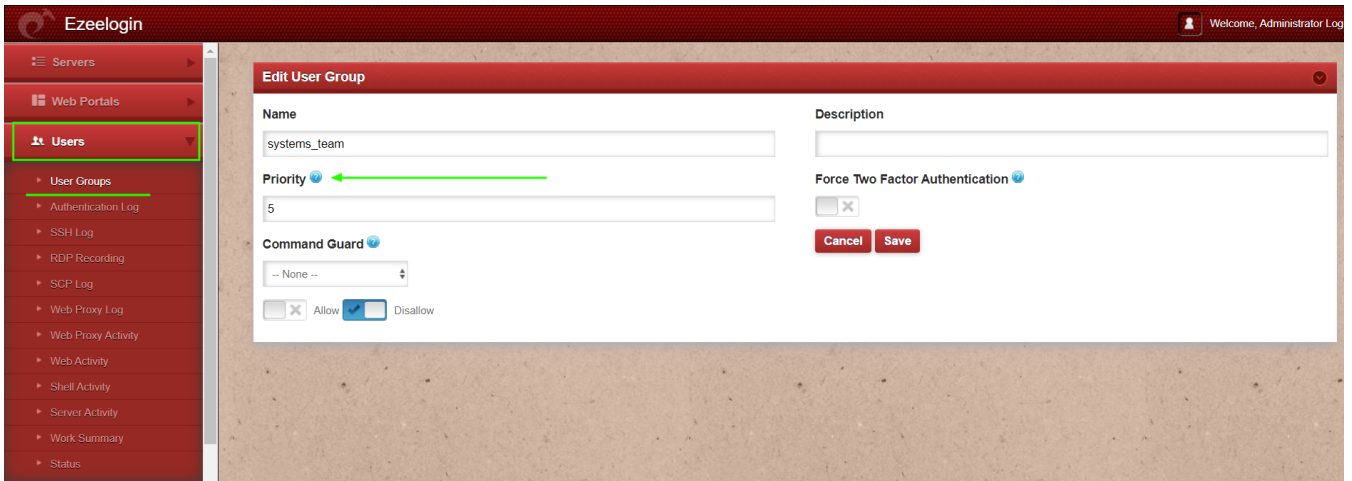 Ezeelogin
Welcome, Administrator Log
Servers
Web Portals
Users
User Groups
Authentication Log
SSH Log
RDP Recording
SCP Log
Web Proxy Log
Web Proxy Activity
Web Activity
Shell Activity
Server Activity
Work Summary
Status
Edit User Group
Name
systems_team
Priority ?
5
Command Guard ?
-- None --
Allow Disallow
Description
Force Two Factor Authentication ?
Cancel Save